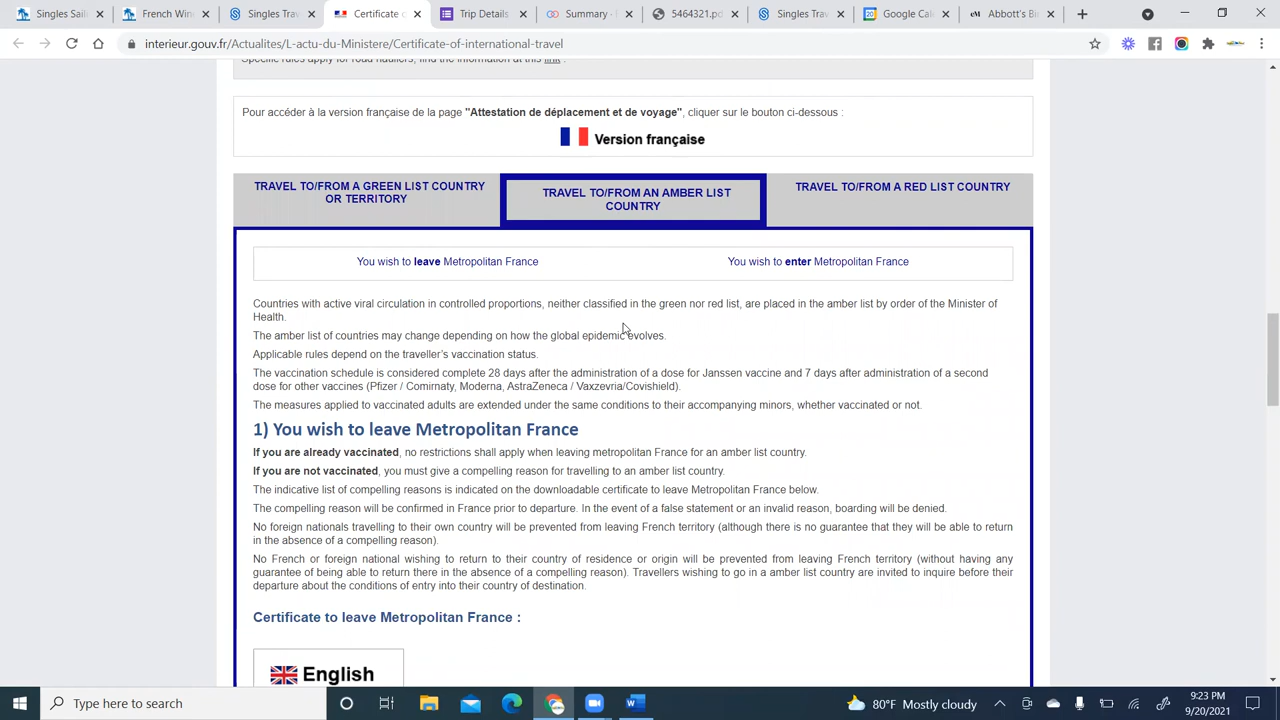 Singles Sail
French Win
Singles Tra
Certificate c
Trip Details
Summary
5464321.pd
Singles Tra
Google Cal
Abbott's Bi
interieur.gouv.fr/Actualites/L-actu-du-Ministere/Certificate-of-international-travel
Specific rules apply for road hauliers, find the information at this link .
Pour accéder à la version française de la page "Attestation de déplacement et de voyage", cliquer sur le bouton ci-dessous :
Version française
TRAVEL TO/FROM A GREEN LIST COUNTRY
OR TERRITORY
TRAVEL TO/FROM AN AMBER LIST
COUNTRY
TRAVEL TO/FROM A RED LIST COUNTRY
You wish to leave Metropolitan France
You wish to enter Metropolitan France
Countries with active viral circulation in controlled proportions, neither classified in the green nor red list, are placed in the amber list by order of the Minister of
Health.
The amber list of countries may change depending on how the global epidemic evolves.
Applicable rules depend on the traveller's vaccination status.
The vaccination schedule is considered complete 28 days after the administration of a dose for Janssen vaccine and 7 days after administration of a second
dose for other vaccines (Pfizer / Comirnaty, Moderna, AstraZeneca / Vaxzevria/Covishield).
The measures applied to vaccinated adults are extended under the same conditions to their accompanying minors, whether vaccinated or not.
1) You wish to leave Metropolitan France
If you are already vaccinated, no restrictions shall apply when leaving metropolitan France for an amber list country.
If you are not vaccinated, you must give a compelling reason for travelling to an amber list country.
The indicative list of compelling reasons is indicated on the downloadable certificate to leave Metropolitan France below.
The compelling reason will be confirmed in France prior to departure. In the event of a false statement or an invalid reason, boarding will be denied.
No foreign nationals travelling to their own country will be prevented from leaving French territory (although there is no guarantee that they will be able to return
in the absence of a compelling reason).
No French or foreign national wishing to return to their country of residence or origin will be prevented from leaving French territory (without having any
guarantee of being able to return there in the absence of a compelling reason). Travellers wishing to go in a amber list country are invited to inquire before their
departure about the conditions of entry into their country of destination.
Certificate to leave Metropolitan France :
English
Type here to search
80°F Mostly cloudy
9:23 PM
9/20/2021